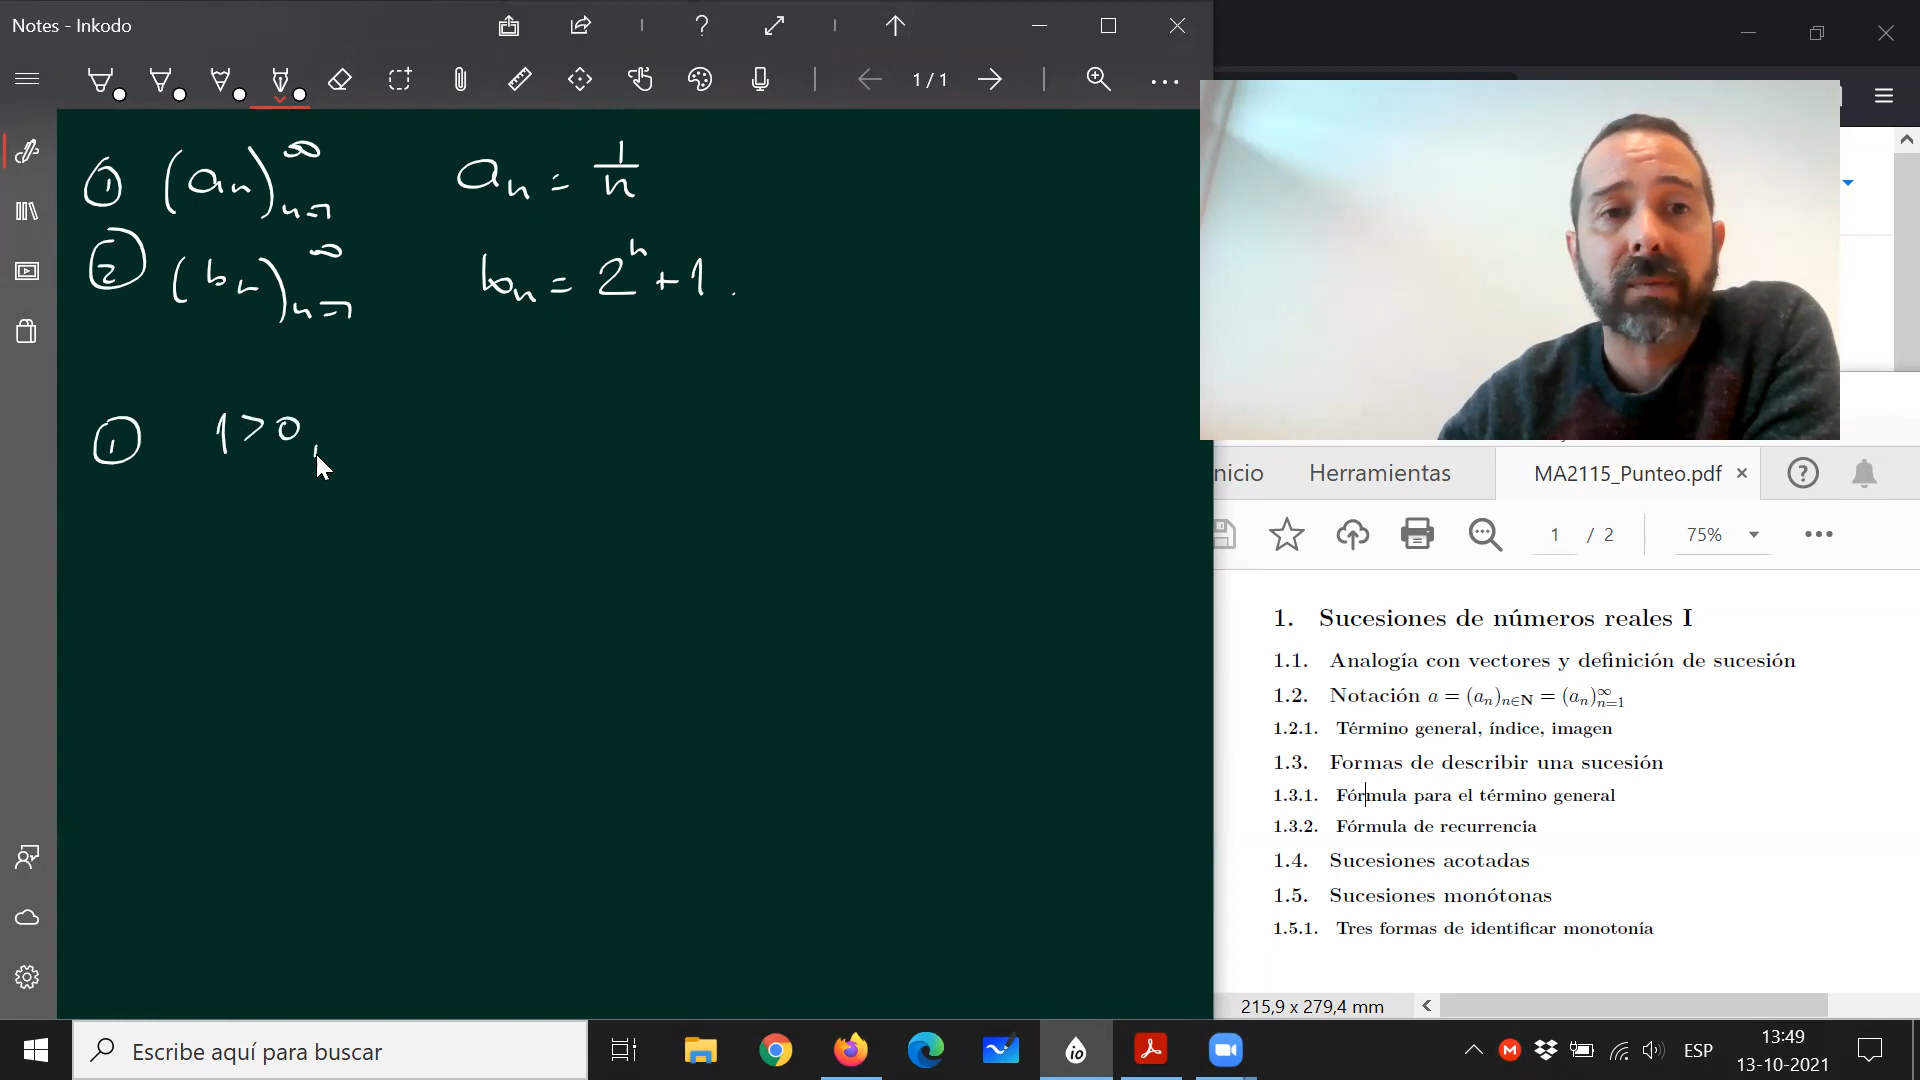 Notes - Inkodo
1 / 1
① (aₙ)_{n=1}^∞ aₙ = 1/n
② (bₙ)_{n=1}^∞ bₙ = 2ⁿ + 1.
① 1 > 0,
nicio Herramientas MA2115_Punteo.pdf
1 / 2 75%
1. Sucesiones de números reales I
1.1. Analogía con vectores y definición de sucesión
1.2. Notación a = (aₙ)_{n∈N} = (aₙ)_{n=1}^∞
1.2.1. Término general, índice, imagen
1.3. Formas de describir una sucesión
1.3.1. Fórmula para el término general
1.3.2. Fórmula de recurrencia
1.4. Sucesiones acotadas
1.5. Sucesiones monótonas
1.5.1. Tres formas de identificar monotonía
215,9 x 279,4 mm
Escribe aquí para buscar
io
M
ESP
13:49
13-10-2021